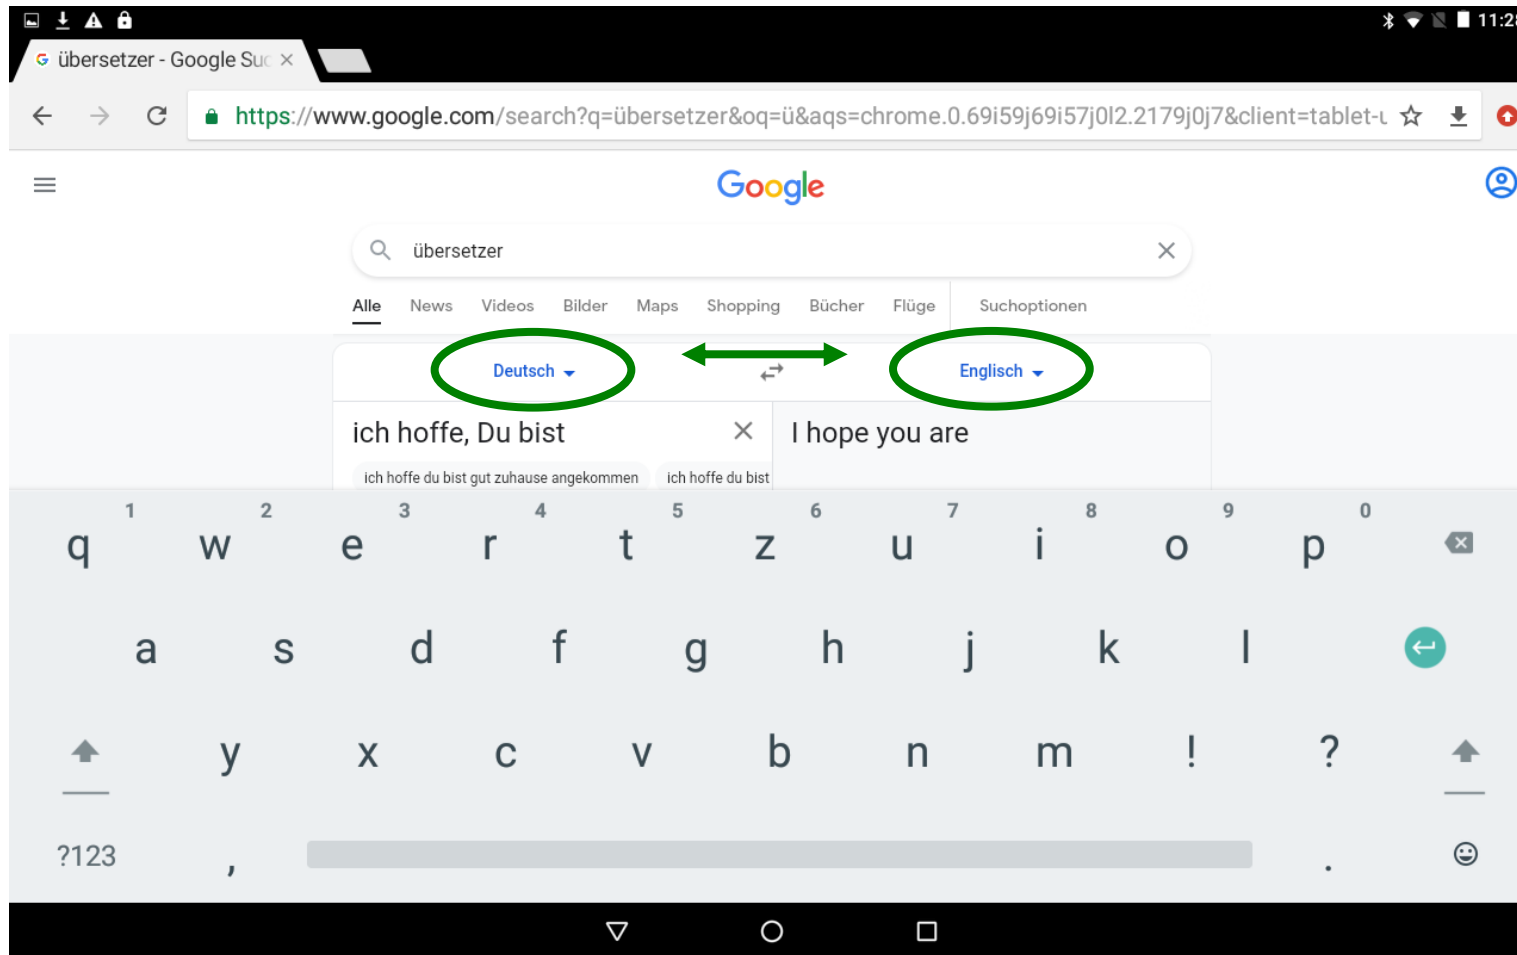 11:28
übersetzer - Google Suc
https://www.google.com/search?q=übersetzer&oq=ü&aqs=chrome.0.69i59j69i57j0l2.2179j0j7&client=tablet-u
Google
übersetzer
Alle News Videos Bilder Maps Shopping Bücher Flüge Suchoptionen
Deutsch Englisch
ich hoffe, Du bist I hope you are
ich hoffe du bist gut zuhause angekommen ich hoffe du bist
1 2 3 4 5 6 7 8 9 0
q w e r t z u i o p
a s d f g h j k l
y x c v b n m ! ?
?123 , .